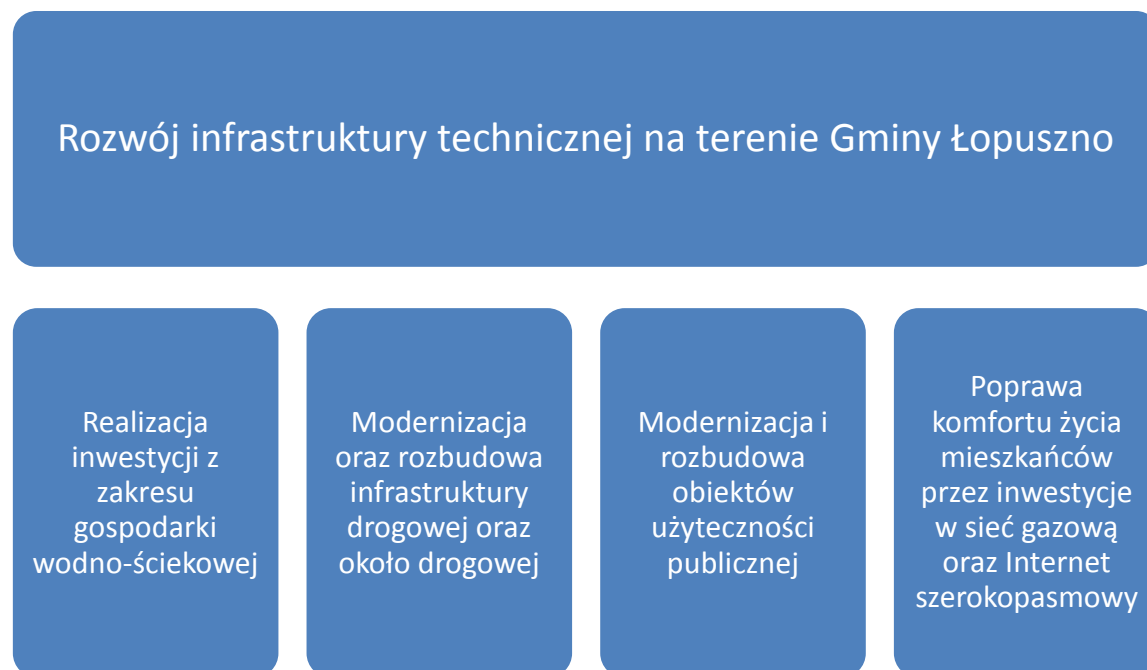 Rozwój infrastruktury technicznej na terenie Gminy Łopuszno
Realizacja
inwestycji z
zakresu
gospodarki
wodno-ściekowej
Modernizacja
oraz rozbudowa
infrastruktury
drogowej oraz
około drogowej
Modernizacja i
rozbudowa
obiektów
użyteczności
publicznej
Poprawa
komfortu życia
mieszkańców
przez inwestycje
w sieć gazową
oraz Internet
szerokopasmowy